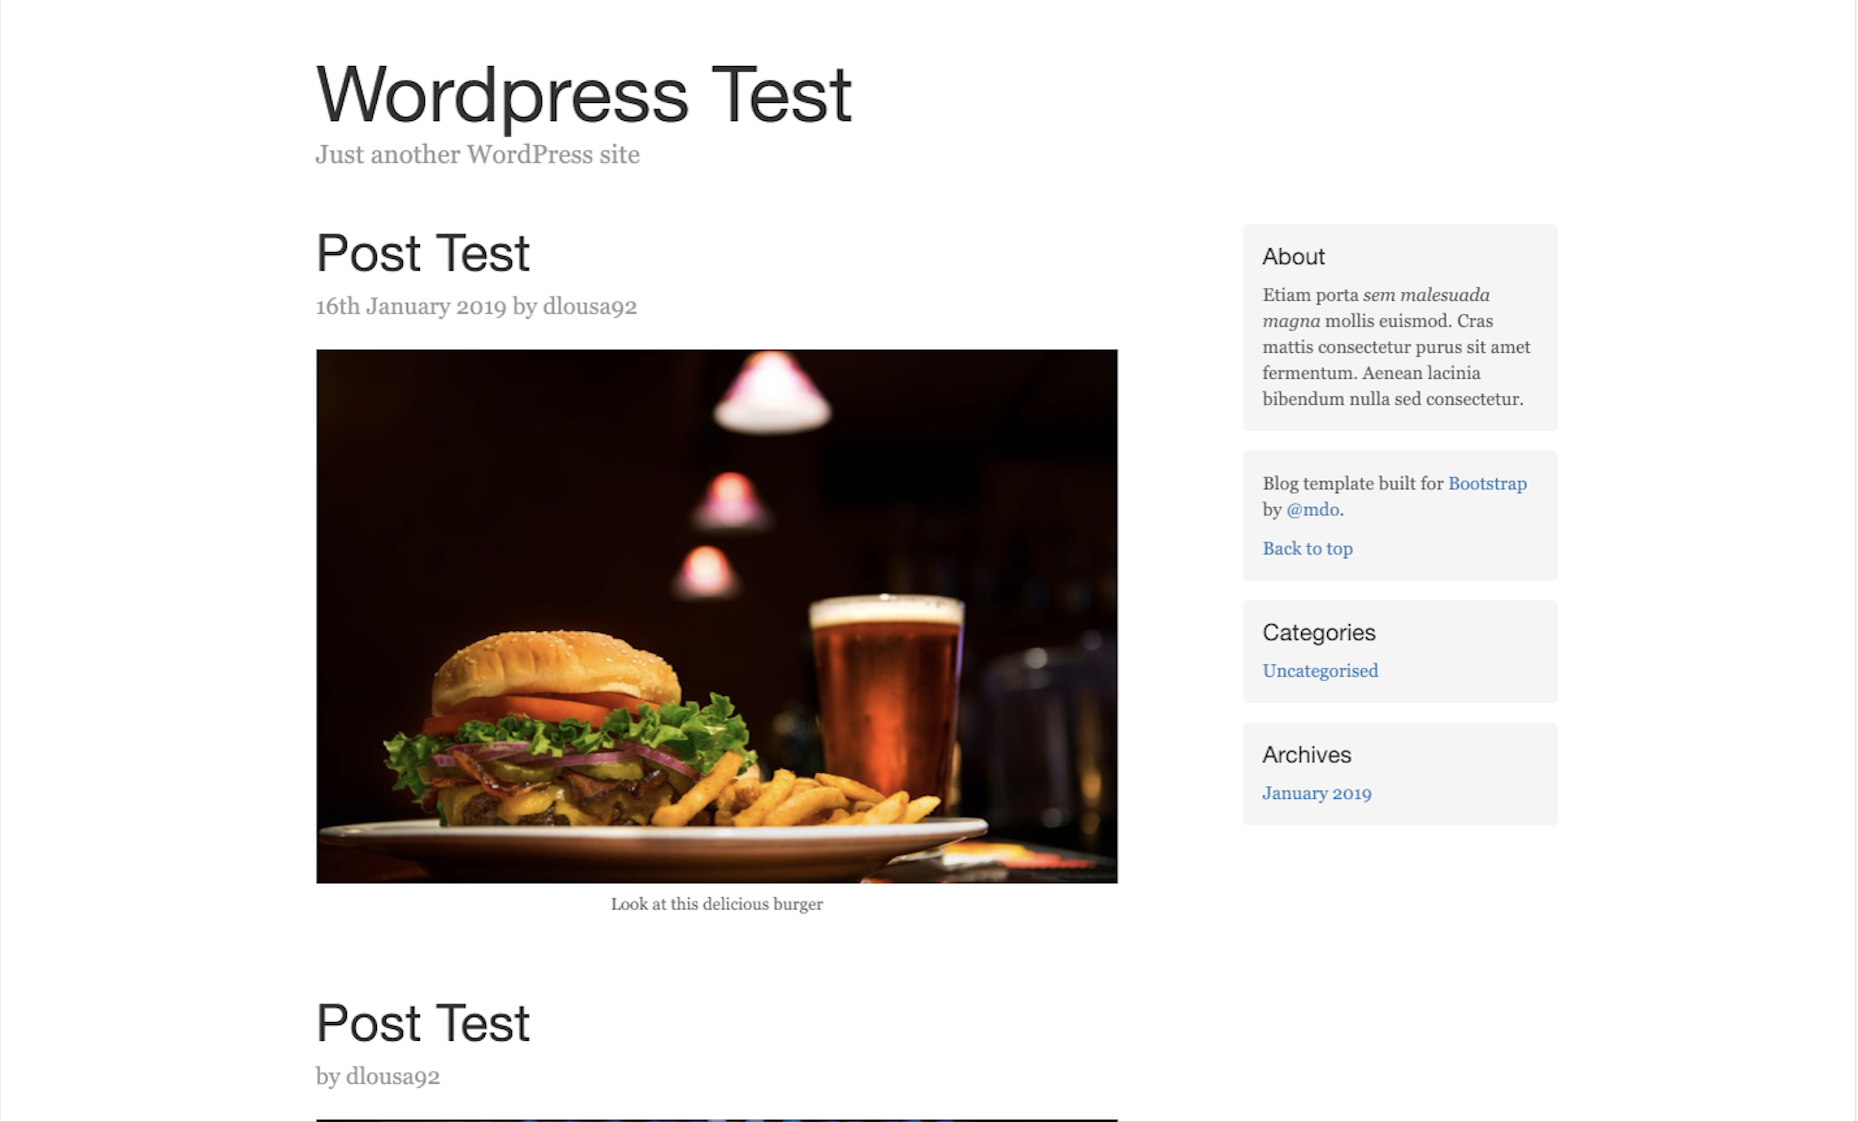 Wordpress Test
Just another WordPress site
Post Test
16th January 2019 by dlousa92
Look at this delicious burger
Post Test
by dlousa92
About
Etiam porta sem malesuada
magna mollis euismod. Cras
mattis consectetur purus sit amet
fermentum. Aenean lacinia
bibendum nulla sed consectetur.
Blog template built for Bootstrap
by @mdo.
Back to top
Categories
Uncategorised
Archives
January 2019